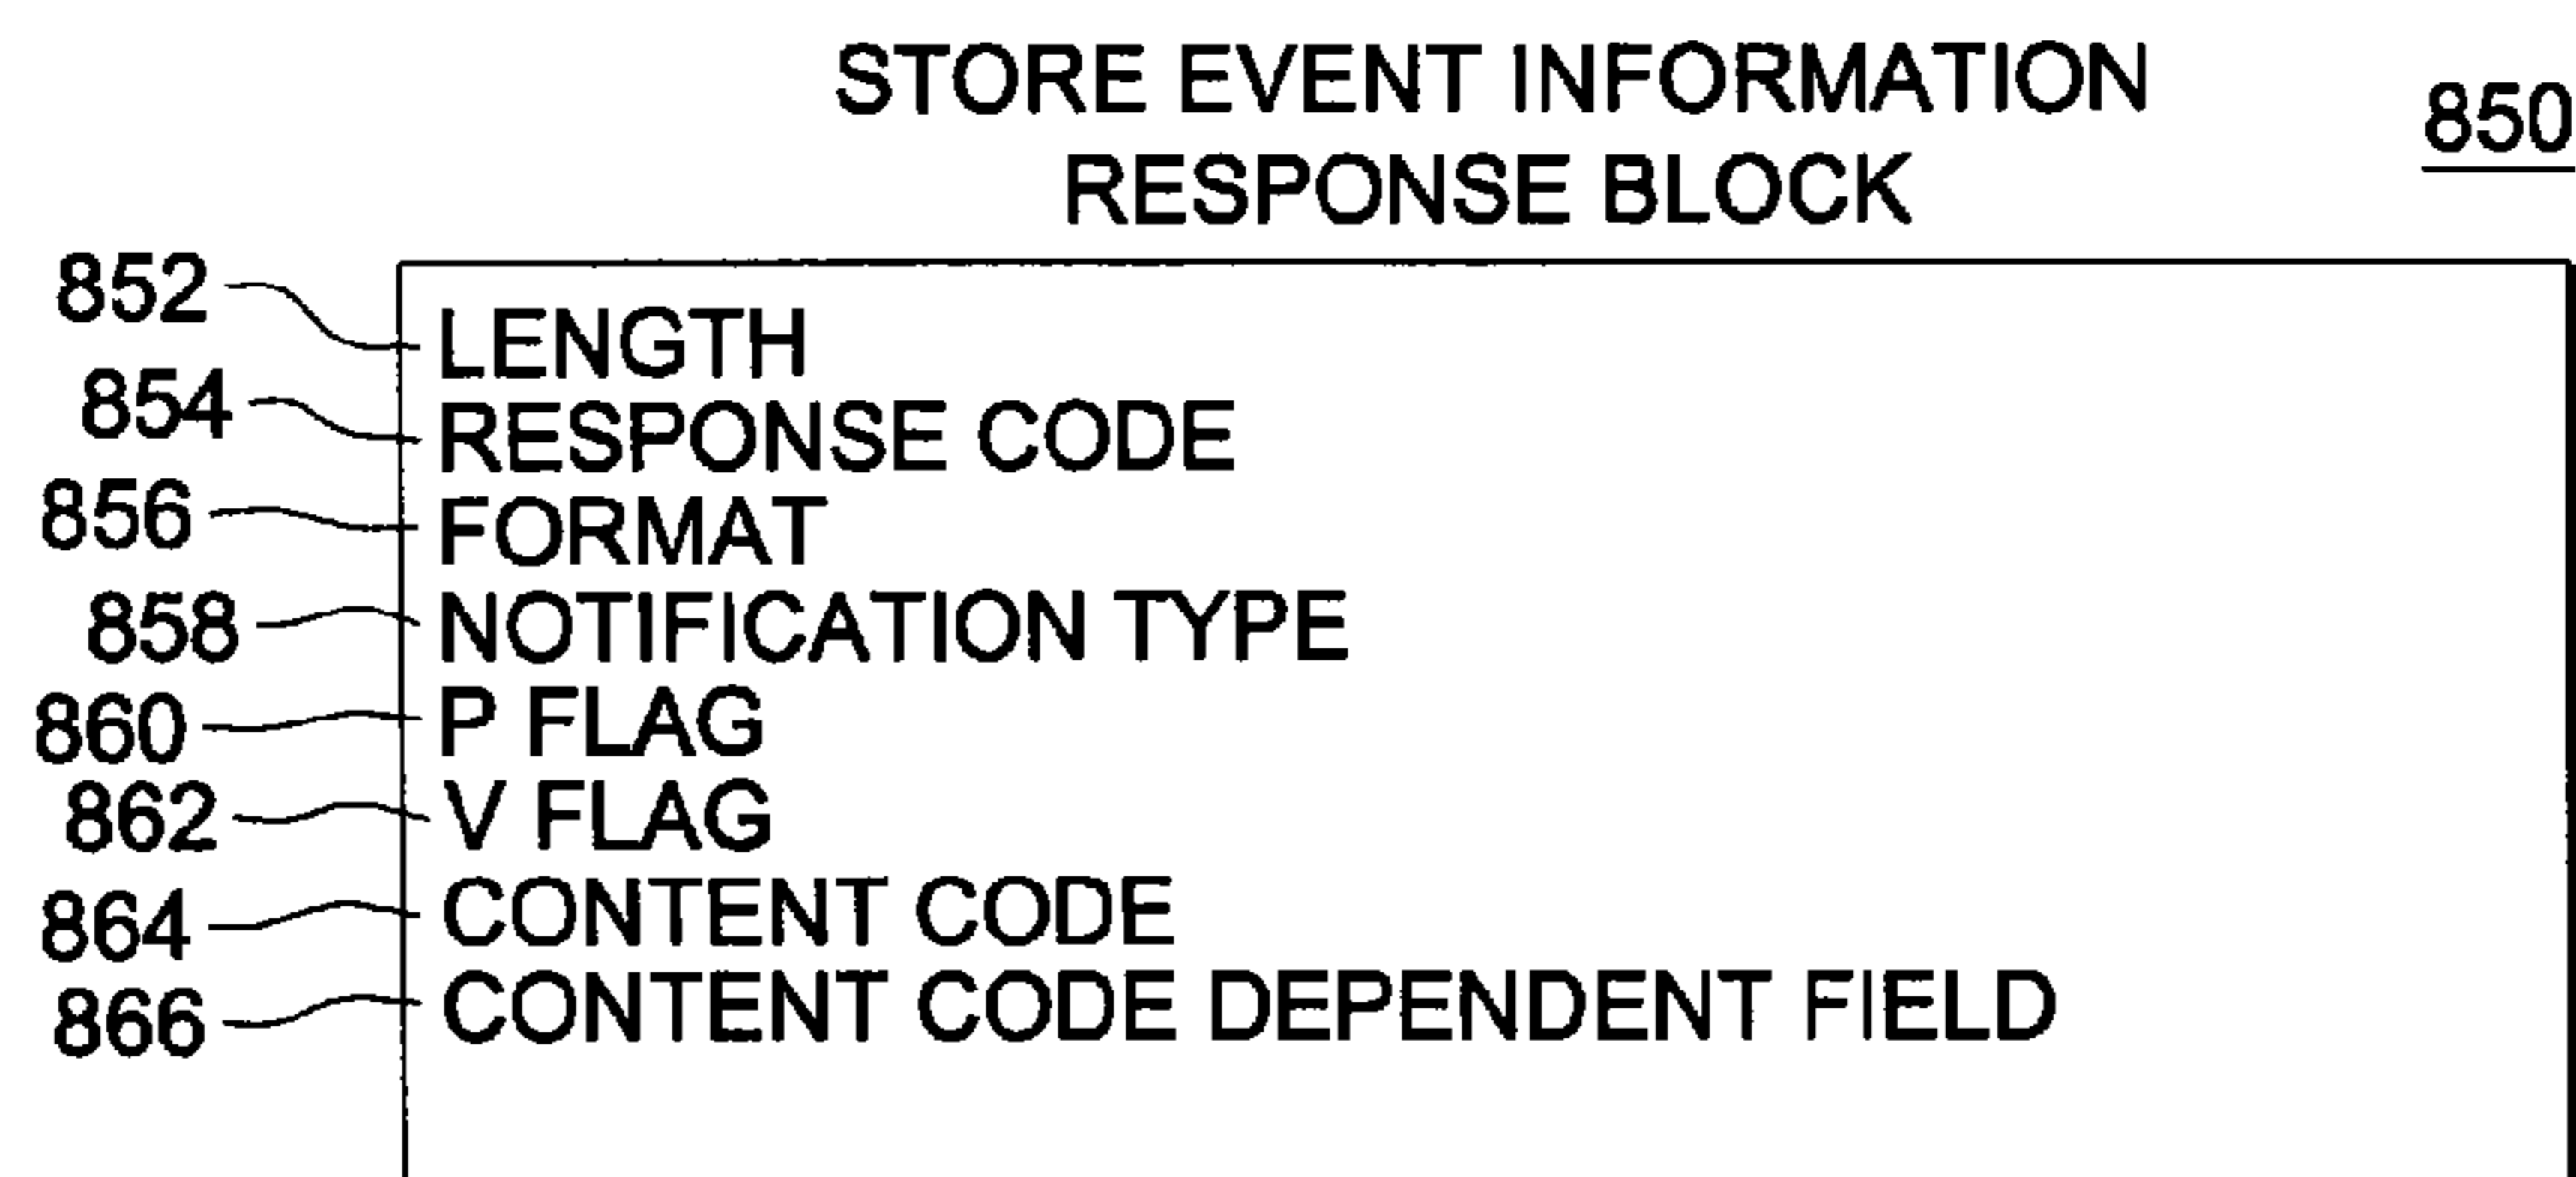 STORE EVENT INFORMATION
RESPONSE BLOCK
850
852 LENGTH
854 RESPONSE CODE
856 FORMAT
858 NOTIFICATION TYPE
860 P FLAG
862 V FLAG
864 CONTENT CODE
866 CONTENT CODE DEPENDENT FIELD